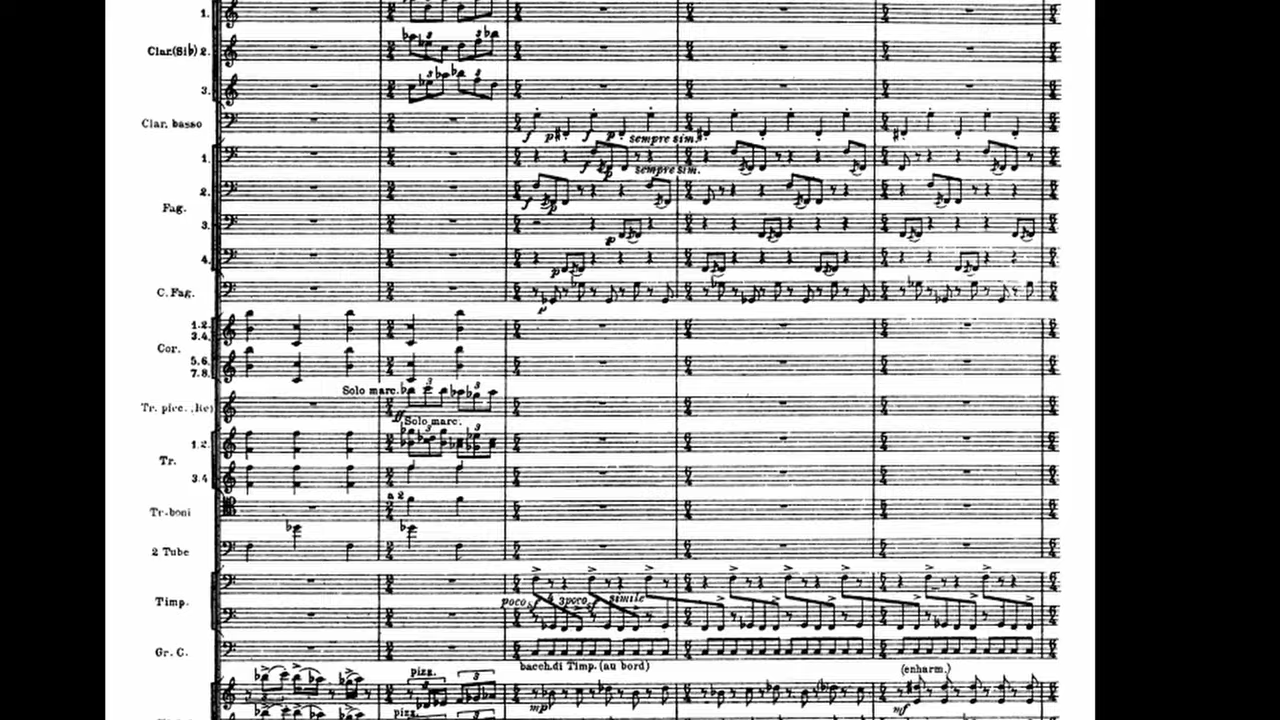 1.
Clar.(Sib) 2.
3.
Clar. basso
f p f p sempre sim.
1.
f p sempre sim.
2.
f p
Fag.
3.
p
4.
p
C. Fag.
p
1.2.
3.4.
Cor.
5.6.
7.8.
Solo marc.
Tr. picc.
ff Solo marc.
1.2.
Tr.
3.4
a 2
Tr-boni
2 Tube
Timp.
poco sf poco sf simile
Gr. C.
bacch. di Timp. (au bord)
(enharm.)
pizz.
mp
mf
pizz.